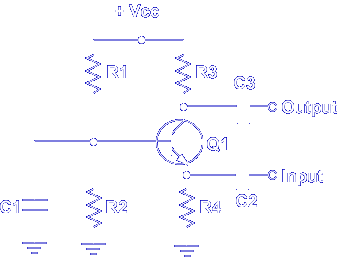 + Vcc
R1
R3
C3
Output
Q1
Input
C1
R2
R4
C2